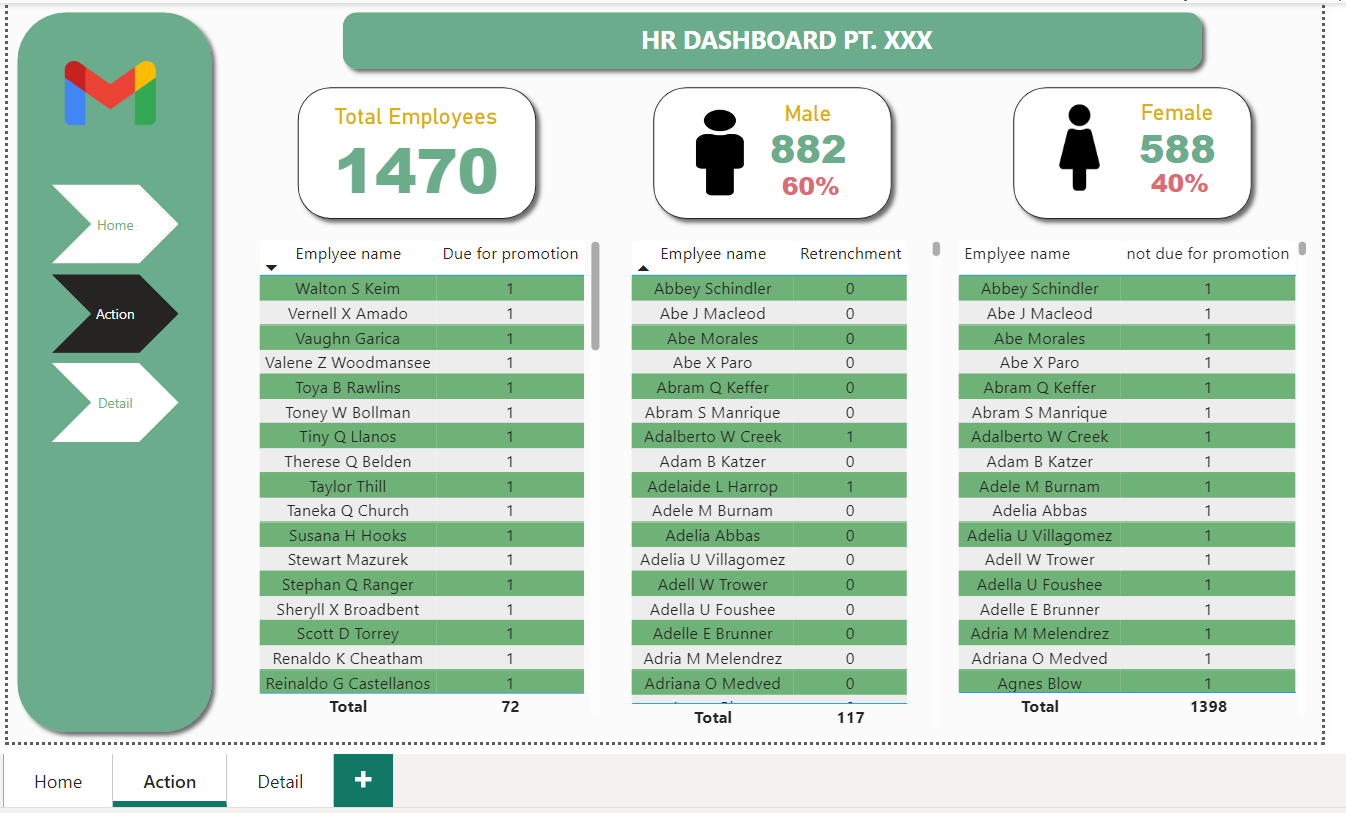 HR DASHBOARD PT. XXX
Total Employees
1470
Male
882
60%
Female
588
40%
Home
Action
Detail
Emplyee name Due for promotion
Walton S Keim 1
Vernell X Amado 1
Vaughn Garica 1
Valene Z Woodmansee 1
Toya B Rawlins 1
Toney W Bollman 1
Tiny Q Llanos 1
Therese Q Belden 1
Taylor Thill 1
Taneka Q Church 1
Susana H Hooks 1
Stewart Mazurek 1
Stephan Q Ranger 1
Sheryll X Broadbent 1
Scott D Torrey 1
Renaldo K Cheatham 1
Reinaldo G Castellanos 1
Total 72
Emplyee name Retrenchment
Abbey Schindler 0
Abe J Macleod 0
Abe Morales 0
Abe X Paro 0
Abram Q Keffer 0
Abram S Manrique 0
Adalberto W Creek 1
Adam B Katzer 0
Adelaide L Harrop 1
Adele M Burnam 0
Adelia Abbas 0
Adelia U Villagomez 0
Adell W Trower 0
Adella U Foushee 0
Adelle E Brunner 0
Adria M Melendrez 0
Adriana O Medved 0
Total 117
Emplyee name not due for promotion
Abbey Schindler 1
Abe J Macleod 1
Abe Morales 1
Abe X Paro 1
Abram Q Keffer 1
Abram S Manrique 1
Adalberto W Creek 1
Adam B Katzer 1
Adele M Burnam 1
Adelia Abbas 1
Adelia U Villagomez 1
Adell W Trower 1
Adella U Foushee 1
Adelle E Brunner 1
Adria M Melendrez 1
Adriana O Medved 1
Agnes Blow 1
Total 1398
Home Action Detail +